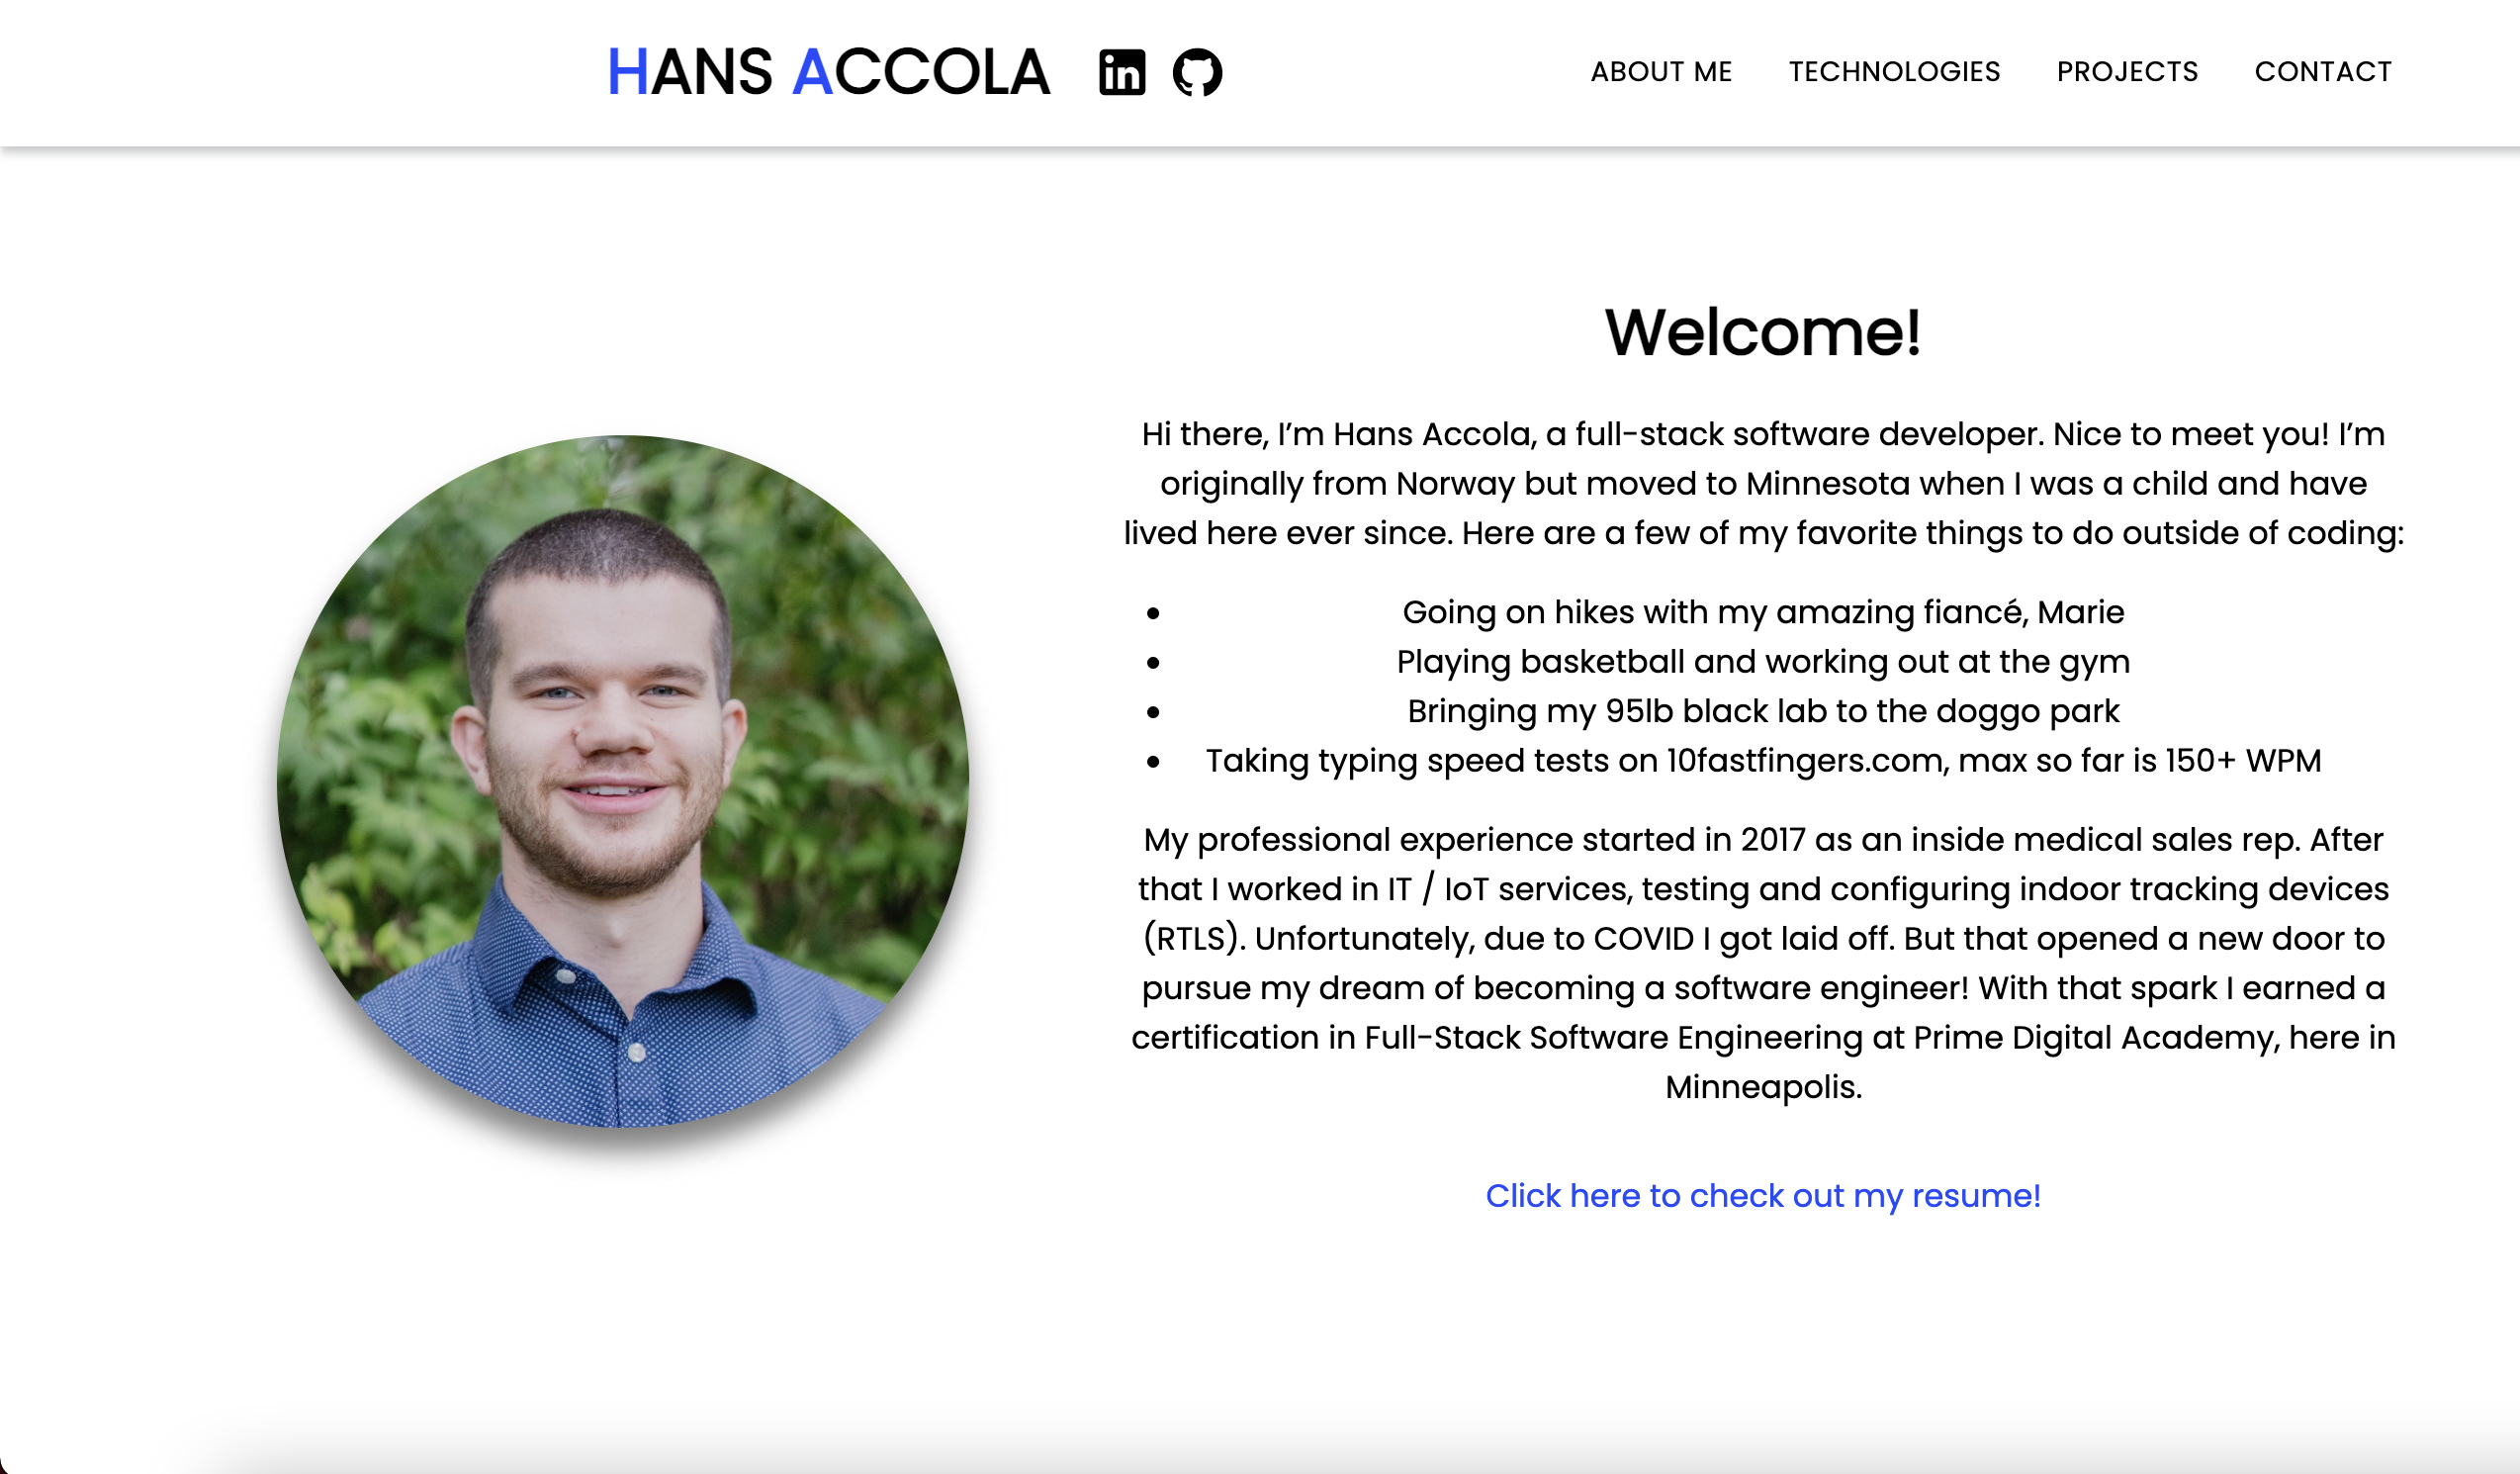 HANS ACCOLA
in
ABOUT ME TECHNOLOGIES PROJECTS CONTACT
Welcome!
Hi there, I’m Hans Accola, a full-stack software developer. Nice to meet you! I’m
originally from Norway but moved to Minnesota when I was a child and have
lived here ever since. Here are a few of my favorite things to do outside of coding:
• Going on hikes with my amazing fiancé, Marie
• Playing basketball and working out at the gym
• Bringing my 95lb black lab to the doggo park
• Taking typing speed tests on 10fastfingers.com, max so far is 150+ WPM
My professional experience started in 2017 as an inside medical sales rep. After
that I worked in IT / IoT services, testing and configuring indoor tracking devices
(RTLS). Unfortunately, due to COVID I got laid off. But that opened a new door to
pursue my dream of becoming a software engineer! With that spark I earned a
certification in Full-Stack Software Engineering at Prime Digital Academy, here in
Minneapolis.
Click here to check out my resume!